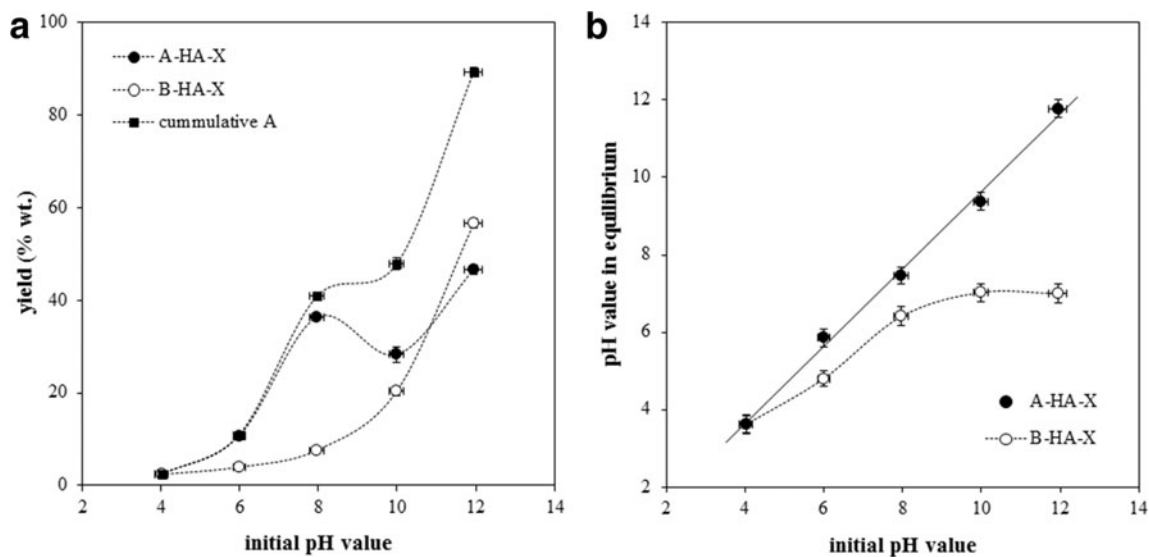 a
100
80
60
40
20
0
yield (% wt.)
A-HA-X
B-HA-X
cummulative A
2 4 6 8 10 12 14
initial pH value
b
14
12
10
8
6
4
2
pH value in equilibrium
A-HA-X
B-HA-X
2 4 6 8 10 12 14
initial pH value